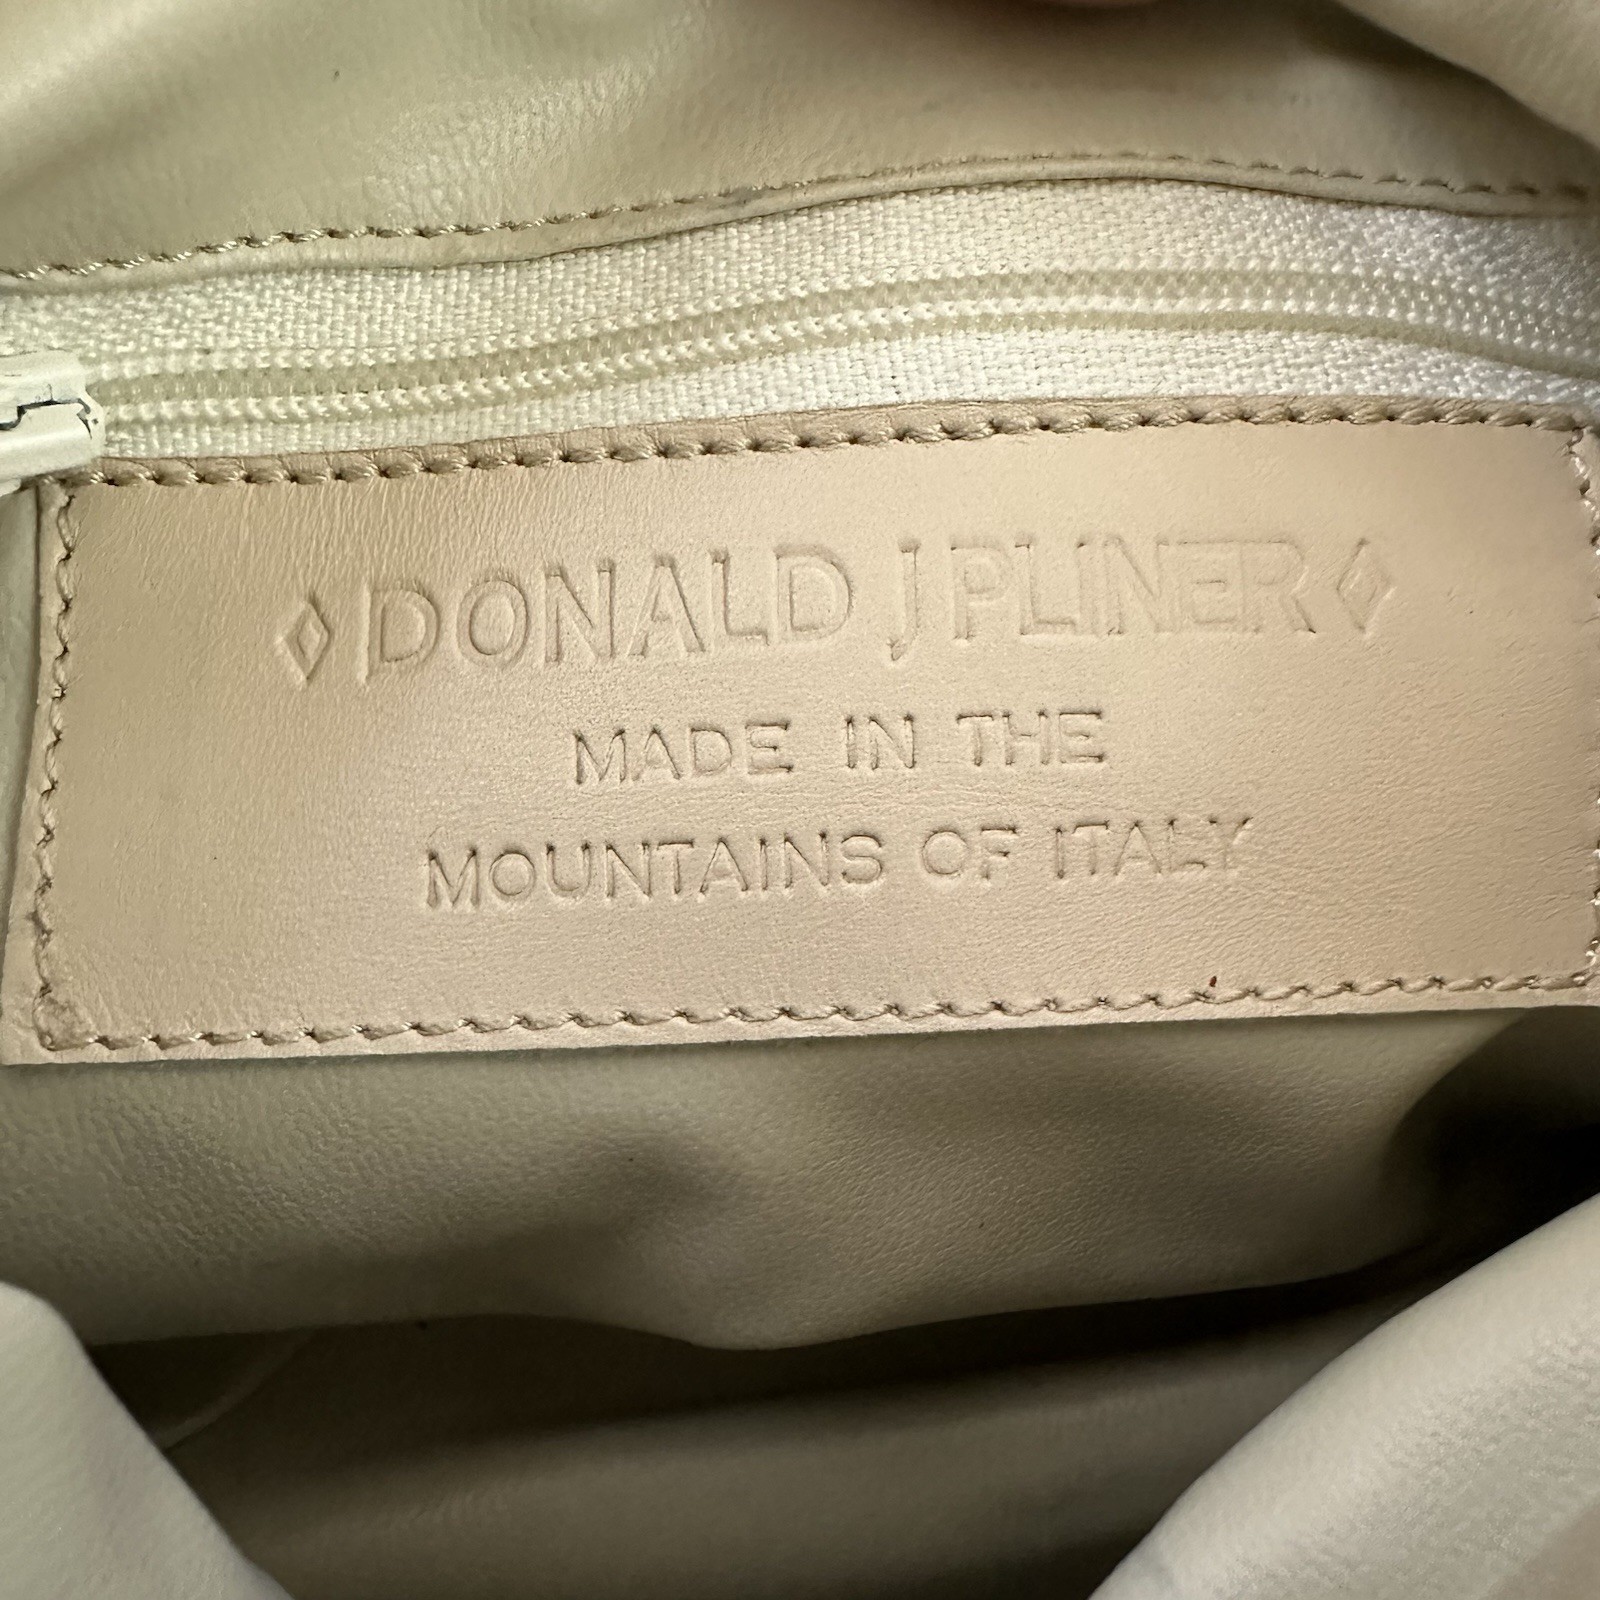 ◊DONALD J PLINER◊
MADE IN THE
MOUNTAINS OF ITALY